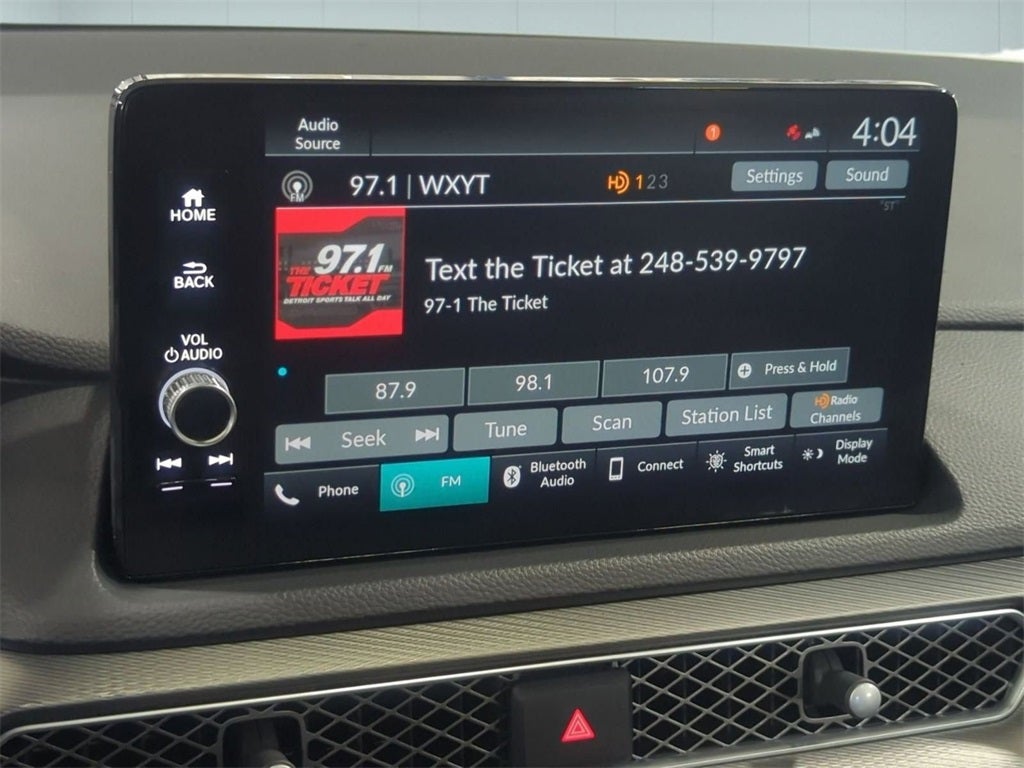 Audio
Source
1
4:04
HOME
BACK
VOL
AUDIO
FM
97.1 | WXYT
HD 1 2 3
Settings
Sound
"ST"
97.1 FM
THE
TICKET
DETROIT SPORTS TALK ALL DAY
Text the Ticket at 248-539-9797
97-1 The Ticket
87.9
98.1
107.9
Press & Hold
Seek
Tune
Scan
Station List
HD Radio
Channels
Phone
FM
Bluetooth
Audio
Connect
Smart
Shortcuts
Display
Mode